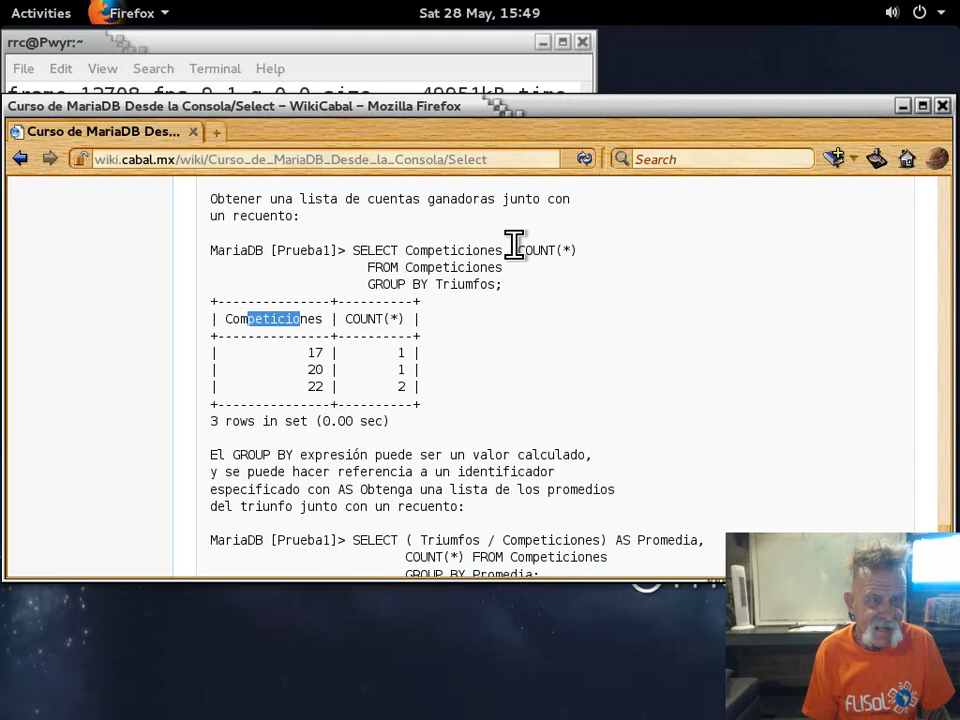 Activities Firefox Sat 28 May, 15:49
rrc@Pwyr:~
File Edit View Search Terminal Help
Curso de MariaDB Desde la Consola/Select – WikiCabal – Mozilla Firefox
Curso de MariaDB Des...
wiki.cabal.mx/wiki/Curso_de_MariaDB_Desde_la_Consola/Select Search
Obtener una lista de cuentas ganadoras junto con
un recuento:
MariaDB [Prueba1]> SELECT Competiciones COUNT(*)
FROM Competiciones
GROUP BY Triumfos;
+---------------+----------+
| Competiciones | COUNT(*) |
+---------------+----------+
| 17 | 1 |
| 20 | 1 |
| 22 | 2 |
+---------------+----------+
3 rows in set (0.00 sec)
El GROUP BY expresión puede ser un valor calculado,
y se puede hacer referencia a un identificador
especificado con AS Obtenga una lista de los promedios
del triunfo junto con un recuento:
MariaDB [Prueba1]> SELECT ( Triumfos / Competiciones) AS Promedia,
COUNT(*) FROM Competiciones
GROUP BY Promedia;
FLISoL